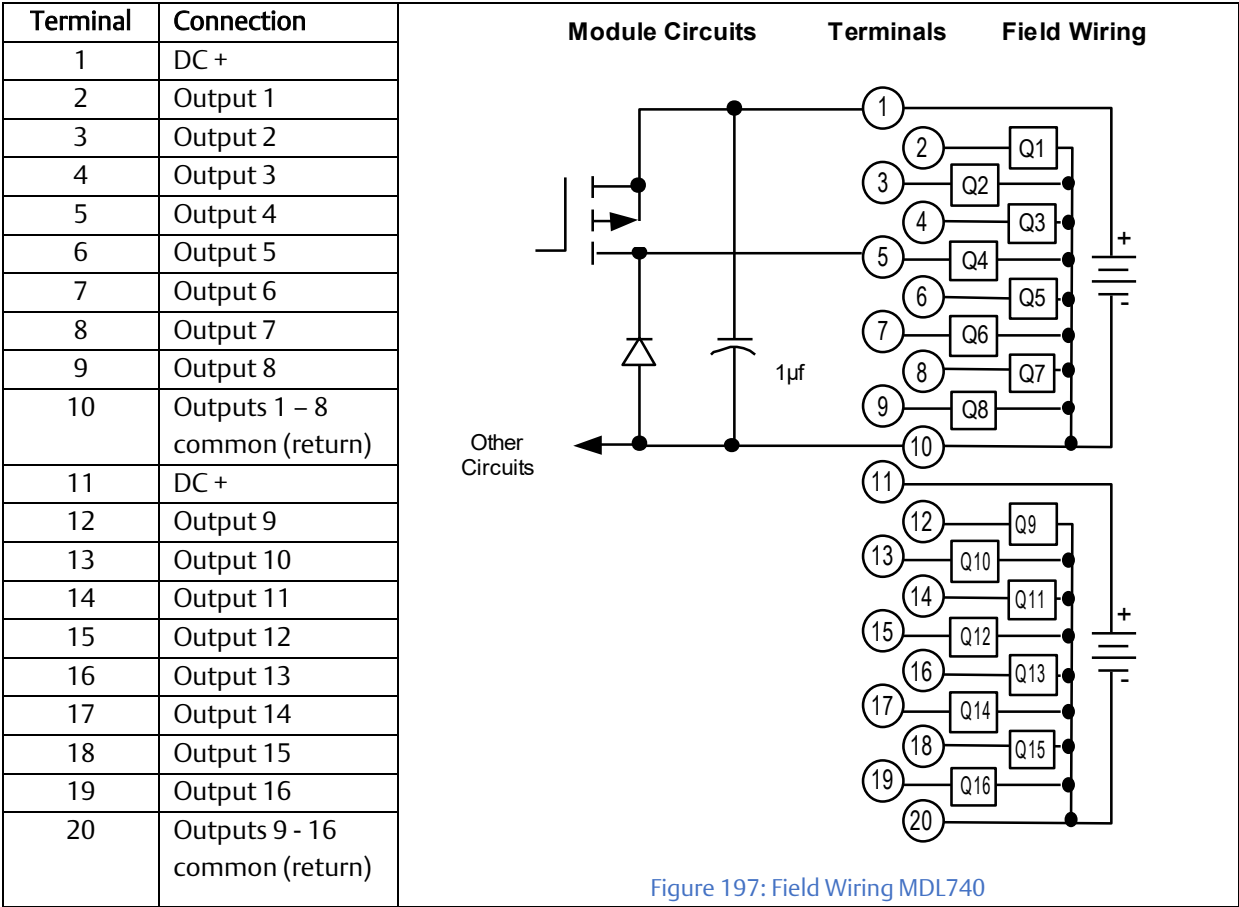 Terminal Connection
1 DC +
2 Output 1
3 Output 2
4 Output 3
5 Output 4
6 Output 5
7 Output 6
8 Output 7
9 Output 8
10 Outputs 1 – 8
common (return)
11 DC +
12 Output 9
13 Output 10
14 Output 11
15 Output 12
16 Output 13
17 Output 14
18 Output 15
19 Output 16
20 Outputs 9 - 16
common (return)
Module Circuits Terminals Field Wiring
1
2 Q1
3 Q2
4 Q3
+
5 Q4
6 Q5
-
7 Q6
1µf
8 Q7
9 Q8
Other
Circuits
10
11
12 Q9
13 Q10
14 Q11
+
15 Q12
16 Q13
-
17 Q14
18 Q15
19 Q16
20
Figure 197: Field Wiring MDL740